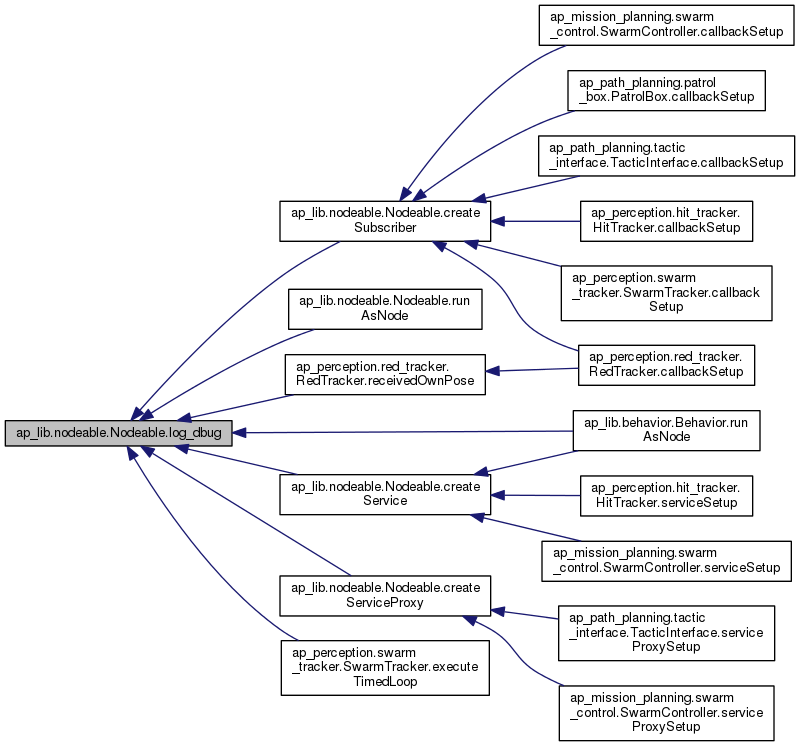 ap_mission_planning.swarm
_control.SwarmController.callbackSetup
ap_path_planning.patrol
_box.PatrolBox.callbackSetup
ap_path_planning.tactic
_interface.TacticInterface.callbackSetup
ap_lib.nodeable.Nodeable.create
Subscriber
ap_perception.hit_tracker.
HitTracker.callbackSetup
ap_perception.swarm
_tracker.SwarmTracker.callback
Setup
ap_lib.nodeable.Nodeable.run
AsNode
ap_perception.red_tracker.
RedTracker.receivedOwnPose
ap_perception.red_tracker.
RedTracker.callbackSetup
ap_lib.nodeable.Nodeable.log_dbug
ap_lib.behavior.Behavior.run
AsNode
ap_lib.nodeable.Nodeable.create
Service
ap_perception.hit_tracker.
HitTracker.serviceSetup
ap_mission_planning.swarm
_control.SwarmController.serviceSetup
ap_lib.nodeable.Nodeable.create
ServiceProxy
ap_path_planning.tactic
_interface.TacticInterface.service
ProxySetup
ap_perception.swarm
_tracker.SwarmTracker.execute
TimedLoop
ap_mission_planning.swarm
_control.SwarmController.service
ProxySetup